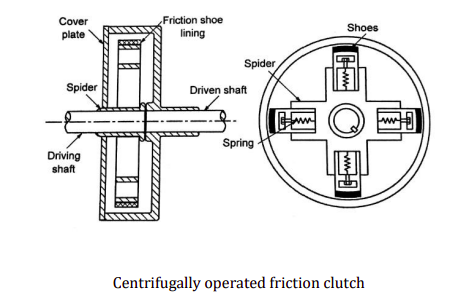 Cover
plate
Friction shoe
lining
Spider
Driven shaft
Driving
shaft
Shoes
Spider
Spring
Centrifugally operated friction clutch